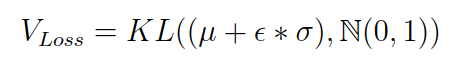 V_{Loss} = KL((μ + ϵ * σ), ℕ(0, 1))